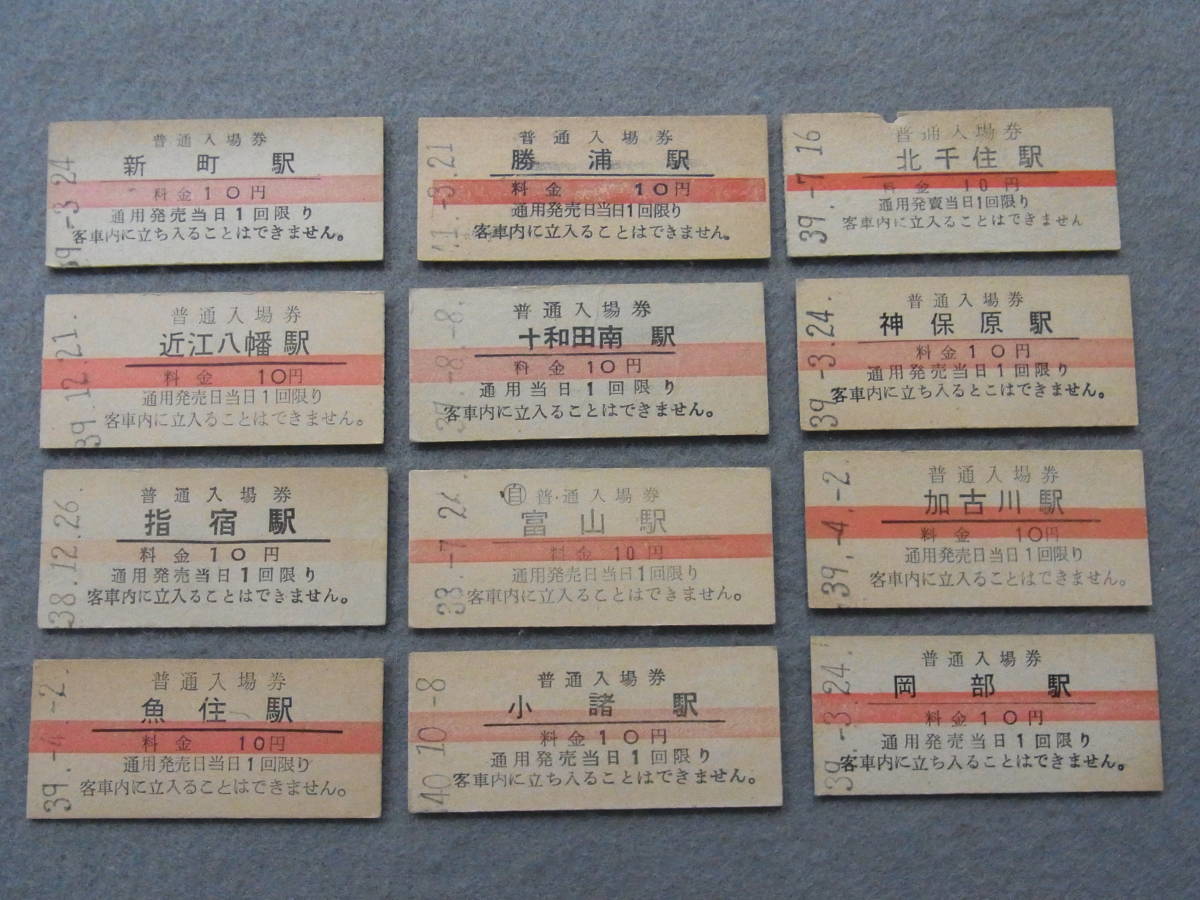 普通入場券
新町駅
料金10円
通用発売当日1回限り
客車内に立ち入ることはできません。
39.-3.24
普通入場券
勝浦駅
料金 10円
通用発売日当日1回限り
客車内に立入ることはできません。
1.-3.21
普通入場券
北千住駅
料金 10円
通用発賣当日1回限り
客車内に立入ることはできません
39.-7.16
普通入場券
近江八幡駅
料金 10円
通用発売日当日1回限り
客車内に立入ることはできません。
39.12.21.
普通入場券
十和田南駅
料金 10円
通用当日1回限り
客車内に立入ることはできません。
-8.-8.
普通入場券
神保原駅
料金10円
通用発売当日1回限り
客車内に立ち入るとこはできません。
39.-3.24.
普通入場券
指宿駅
料金10円
通用発売当日1回限り
客車内に立入ることはできません。
38.12.26.
自 普通入場券
富山駅
料金 10円
通用発売日当日1回限り
客車内に立入ることはできません。
-7.2
普通入場券
加古川駅
料金 10円
通用発売日当日1回限り
客車内に立入ることはできません。
39.-4.-2.
普通入場券
魚住駅
料金 10円
通用発売日当日1回限り
客車内に立入ることはできません。
39.-4.-2.
普通入場券
小諸駅
料金10円
通用発売当日1回限り
客車内に立ち入ることはできません。
40.10.-8
普通入場券
岡部駅
料金10円
通用発売当日1回限り
客車内に立ち入ることはできません。
39.-3.24.